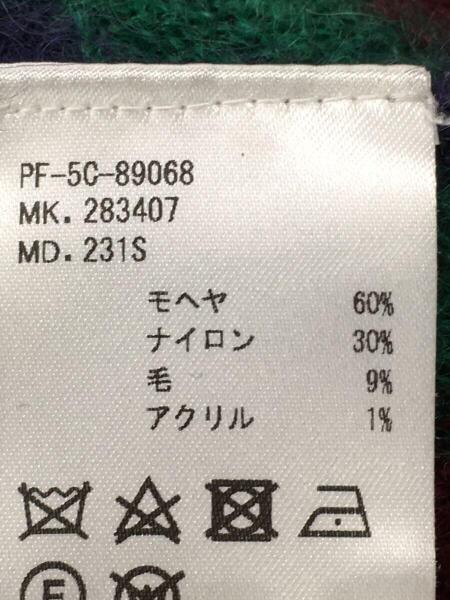 PF-5C-89068
MK. 283407
MD. 231S
モヘヤ 60%
ナイロン 30%
毛 9%
アクリル 1%
F
W